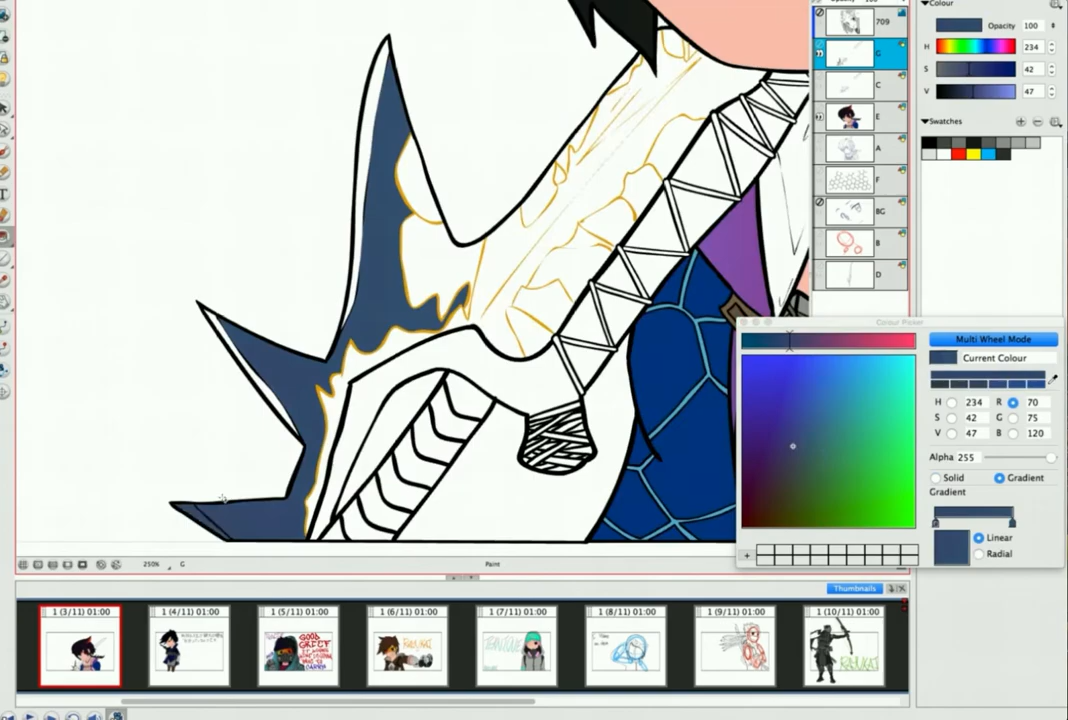 709
G
C
E
A
F
BG
B
D
Colour
Opacity 100
H 234
S 42
V 47
Swatches
Colour Picker
Multi Wheel Mode
Current Colour
H 234 R 70
S 42 G 75
V 47 B 120
Alpha 255
Solid Gradient
Gradient
Linear
Radial
250% G Paint
Thumbnails
1 (3/11) 01:00
1 (4/11) 01:00
1 (5/11) 01:00
1 (6/11) 01:00
1 (7/11) 01:00
1 (8/11) 01:00
1 (9/11) 01:00
1 (10/11) 01:00
GOOD
GRIEF